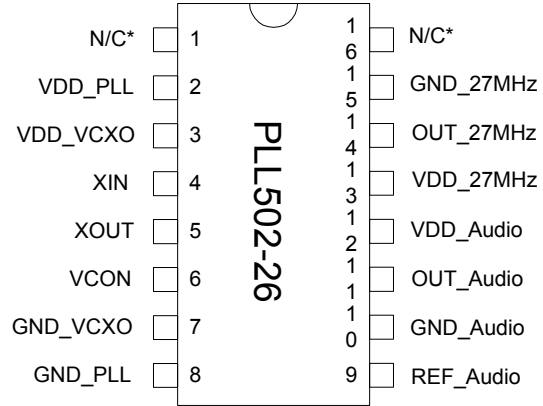 N/C* 1 16 N/C*
VDD_PLL 2 15 GND_27MHz
VDD_VCXO 3 14 OUT_27MHz
XIN 4 13 VDD_27MHz
XOUT 5 12 VDD_Audio
VCON 6 11 OUT_Audio
GND_VCXO 7 10 GND_Audio
GND_PLL 8 9 REF_Audio
PLL502-26